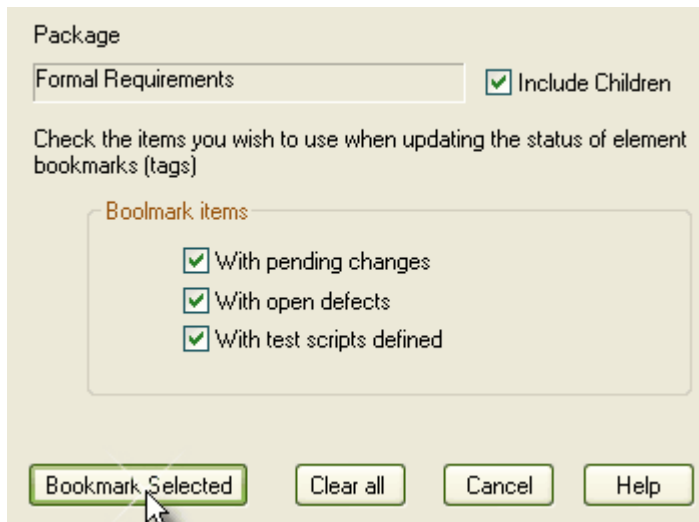 Package
Formal Requirements
Include Children
Check the items you wish to use when updating the status of element
bookmarks (tags)
Boolmark items
With pending changes
With open defects
With test scripts defined
Bookmark Selected
Clear all
Cancel
Help